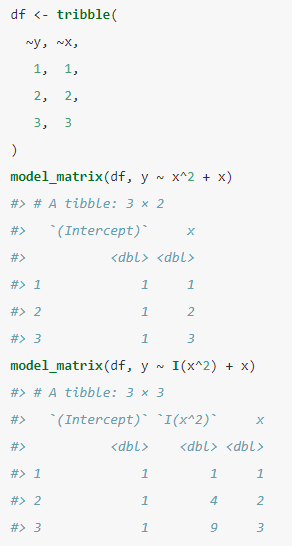 df <- tribble(
  ~y, ~x,
   1,  1,
   2,  2,
   3,  3
)
model_matrix(df, y ~ x^2 + x)
#> # A tibble: 3 × 2
#>   `(Intercept)`     x
#>           <dbl> <dbl>
#> 1             1     1
#> 2             1     2
#> 3             1     3
model_matrix(df, y ~ I(x^2) + x)
#> # A tibble: 3 × 3
#>   `(Intercept)` `I(x^2)`     x
#>           <dbl>    <dbl> <dbl>
#> 1             1        1     1
#> 2             1        4     2
#> 3             1        9     3